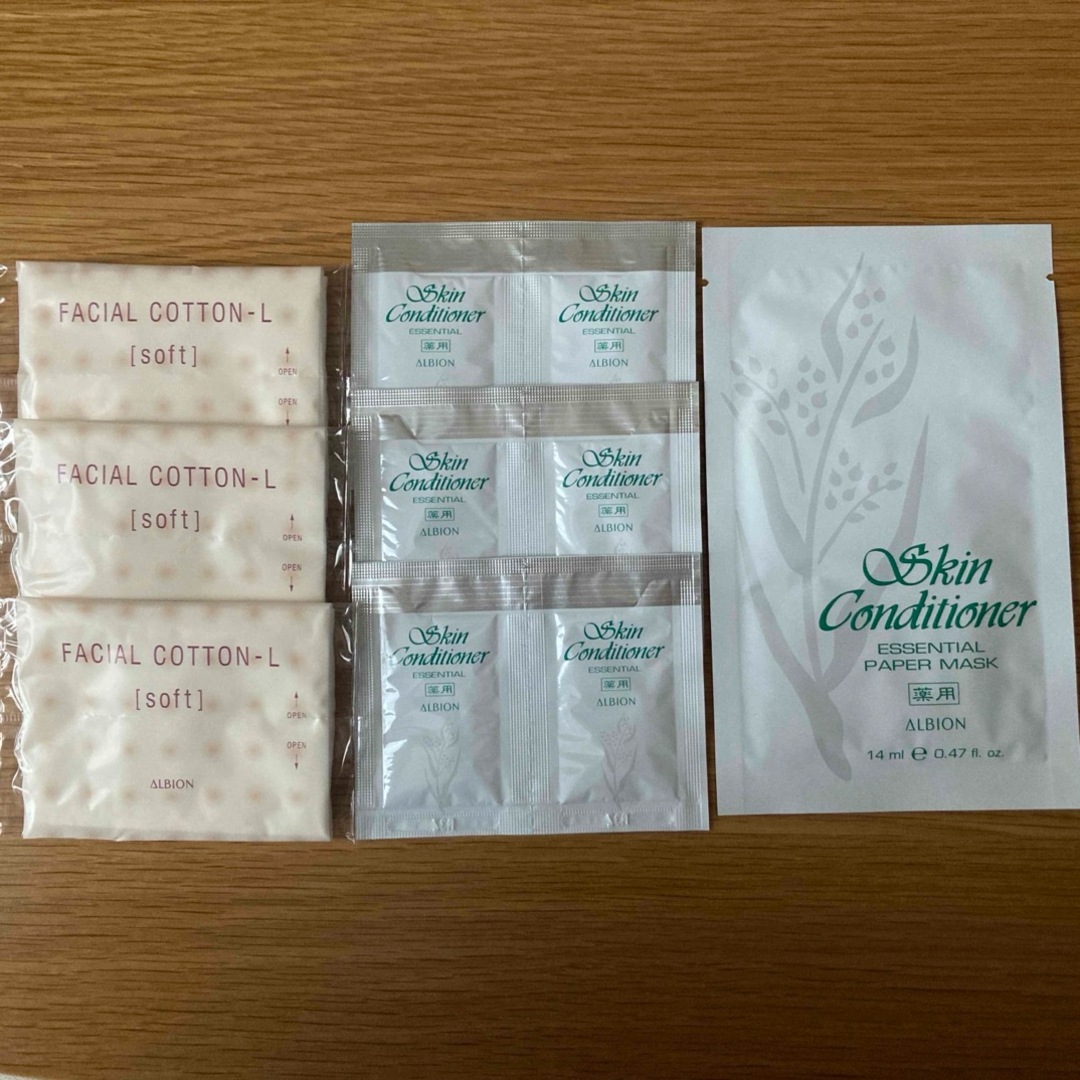 FACIAL COTTON-L
[soft]
OPEN
OPEN
FACIAL COTTON-L
[soft]
OPEN
OPEN
FACIAL COTTON-L
[soft]
OPEN
OPEN
ALBION
Skin
Conditioner
ESSENTIAL
薬用
ALBION
Skin
Conditioner
ESSENTIAL
薬用
ALBION
Skin
Conditioner
ESSENTIAL
薬用
ALBION
Skin
Conditioner
ESSENTIAL
薬用
ALBION
Skin
Conditioner
ESSENTIAL
薬用
ALBION
Skin
Conditioner
ESSENTIAL
薬用
ALBION
Skin
Conditioner
ESSENTIAL
PAPER MASK
薬用
ALBION
14 ml ℮ 0.47 fl. oz.